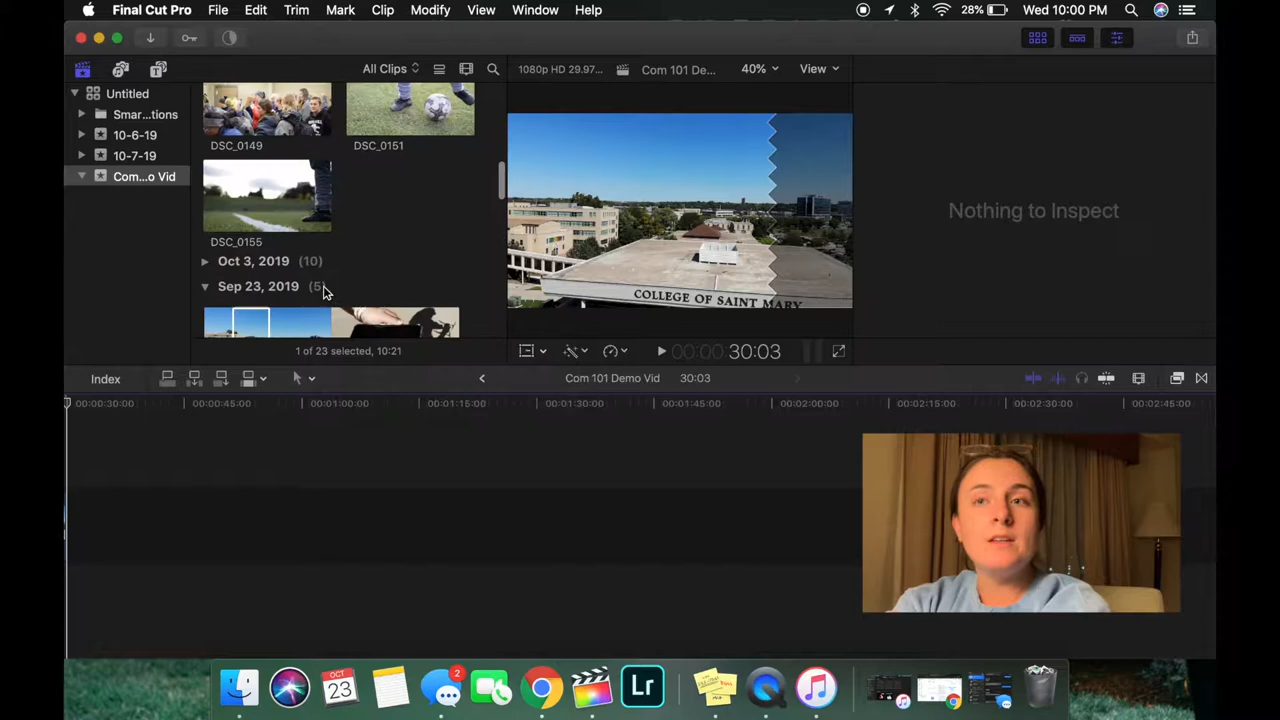 Final Cut Pro File Edit Trim Mark Clip Modify View Window Help 28% Wed 10:00 PM
All Clips 1080p HD 29.97... Com 101 De... 40% View
Untitled
Smar...tions
10-6-19
10-7-19
Com...o Vid
DSC_0149 DSC_0151
DSC_0155
Oct 3, 2019 (10)
Sep 23, 2019 (5)
COLLEGE OF SAINT MARY
Nothing to Inspect
1 of 23 selected, 10:21 00:00:30:03
Index Com 101 Demo Vid 30:03
00:00:30:00 00:00:45:00 00:01:00:00 00:01:15:00 00:01:30:00 00:01:45:00 00:02:00:00 00:02:15:00 00:02:30:00 00:02:45:00
OCT
23
2
Lr